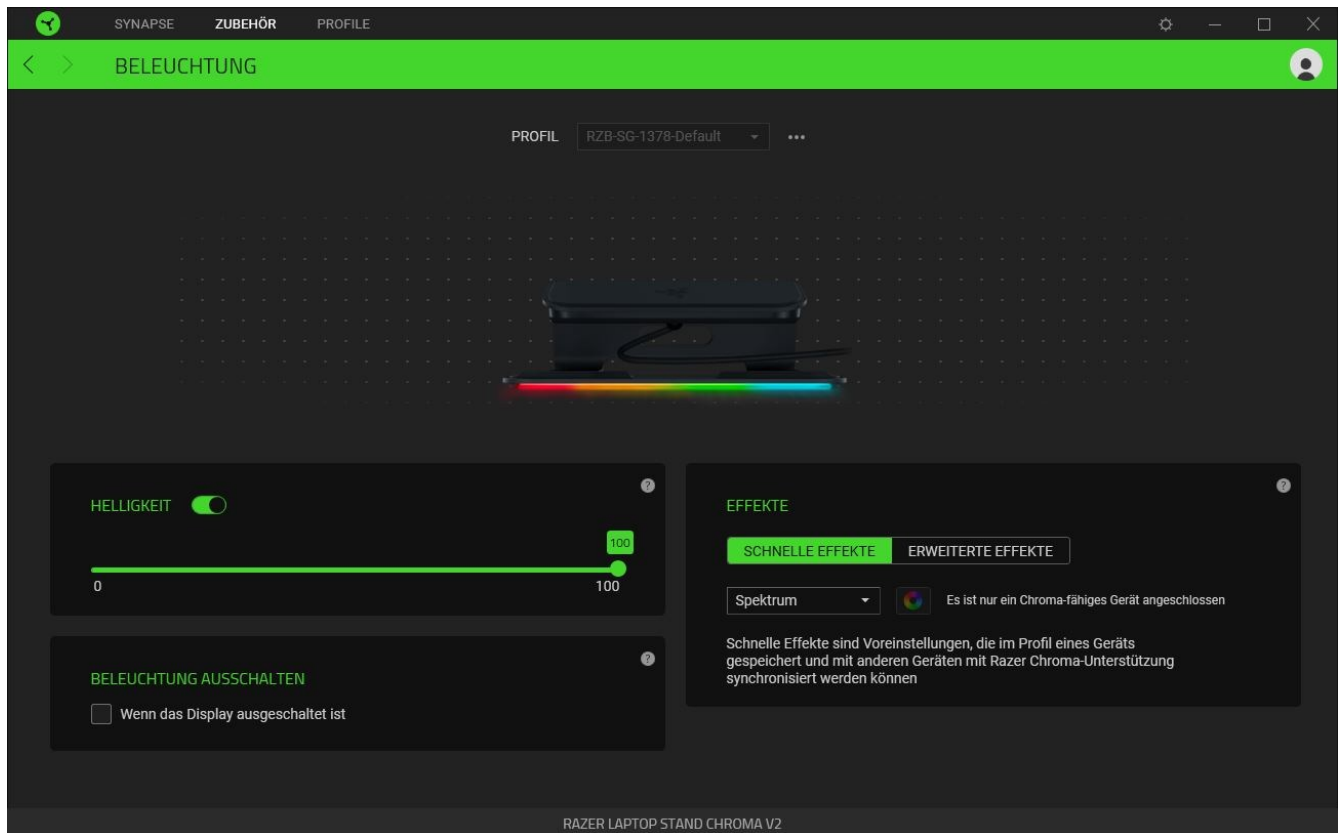 SYNAPSE ZUBEHÖR PROFILE
BELEUCHTUNG
PROFIL RZB-SG-1378-Default
HELLIGKEIT
100
0 100
BELEUCHTUNG AUSSCHALTEN
Wenn das Display ausgeschaltet ist
EFFEKTE
SCHNELLE EFFEKTE ERWEITERTE EFFEKTE
Spektrum Es ist nur ein Chroma-fähiges Gerät angeschlossen
Schnelle Effekte sind Voreinstellungen, die im Profil eines Geräts
gespeichert und mit anderen Geräten mit Razer Chroma-Unterstützung
synchronisiert werden können
RAZER LAPTOP STAND CHROMA V2